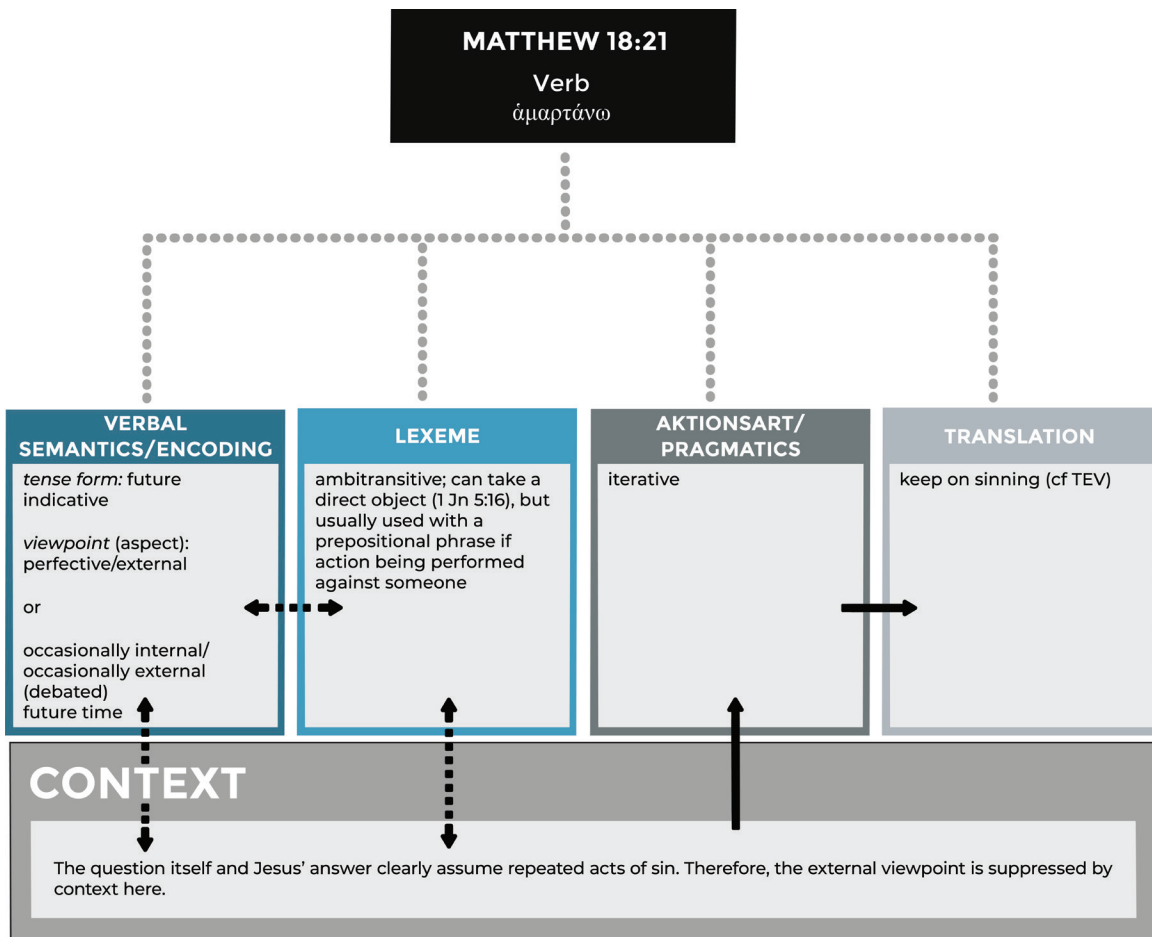 MATTHEW 18:21
Verb
ἁμαρτάνω
VERBAL
SEMANTICS/ENCODING
tense form: future
indicative
viewpoint (aspect):
perfective/external
or
occasionally internal/
occasionally external
(debated)
future time
LEXEME
ambitransitive; can take a
direct object (1 Jn 5:16), but
usually used with a
prepositional phrase if
action being performed
against someone
AKTIONSART/
PRAGMATICS
iterative
TRANSLATION
keep on sinning (cf TEV)
CONTEXT
The question itself and Jesus’ answer clearly assume repeated acts of sin. Therefore, the external viewpoint is suppressed by
context here.